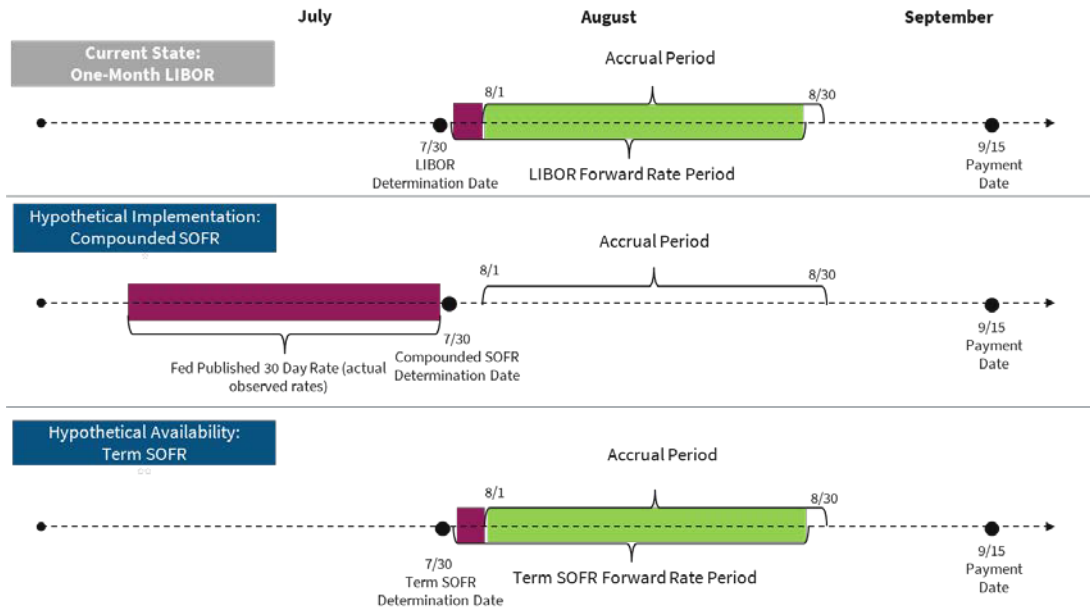 July
August
September
Current State:
One-Month LIBOR
Accrual Period
8/1
8/30
7/30
LIBOR
Determination Date
LIBOR Forward Rate Period
9/15
Payment
Date
Hypothetical Implementation:
Compounded SOFR
Accrual Period
8/1
8/30
Fed Published 30 Day Rate (actual
observed rates)
7/30
Compounded SOFR
Determination Date
9/15
Payment
Date
Hypothetical Availability:
Term SOFR
Accrual Period
8/1
8/30
7/30
Term SOFR
Determination Date
Term SOFR Forward Rate Period
9/15
Payment
Date